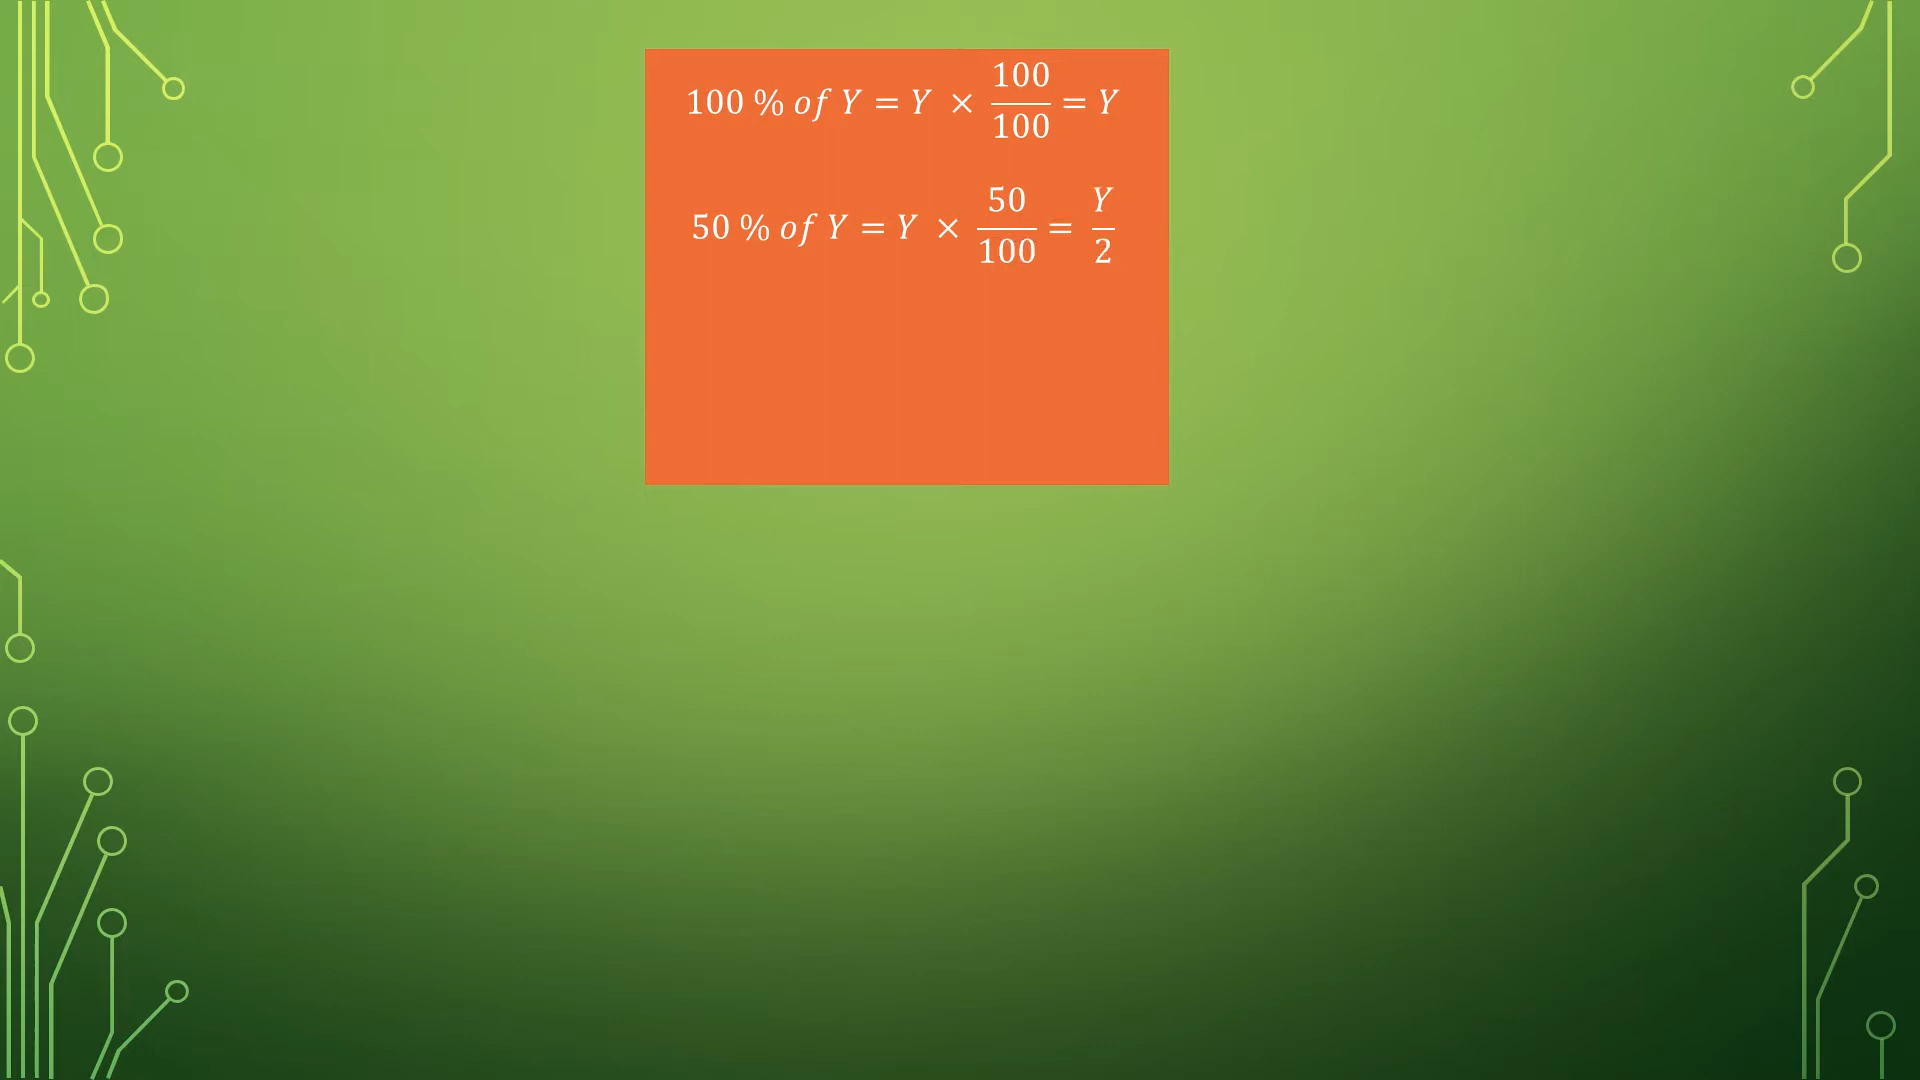 100 % of Y = Y × 100/100 = Y
50 % of Y = Y × 50/100 = Y/2